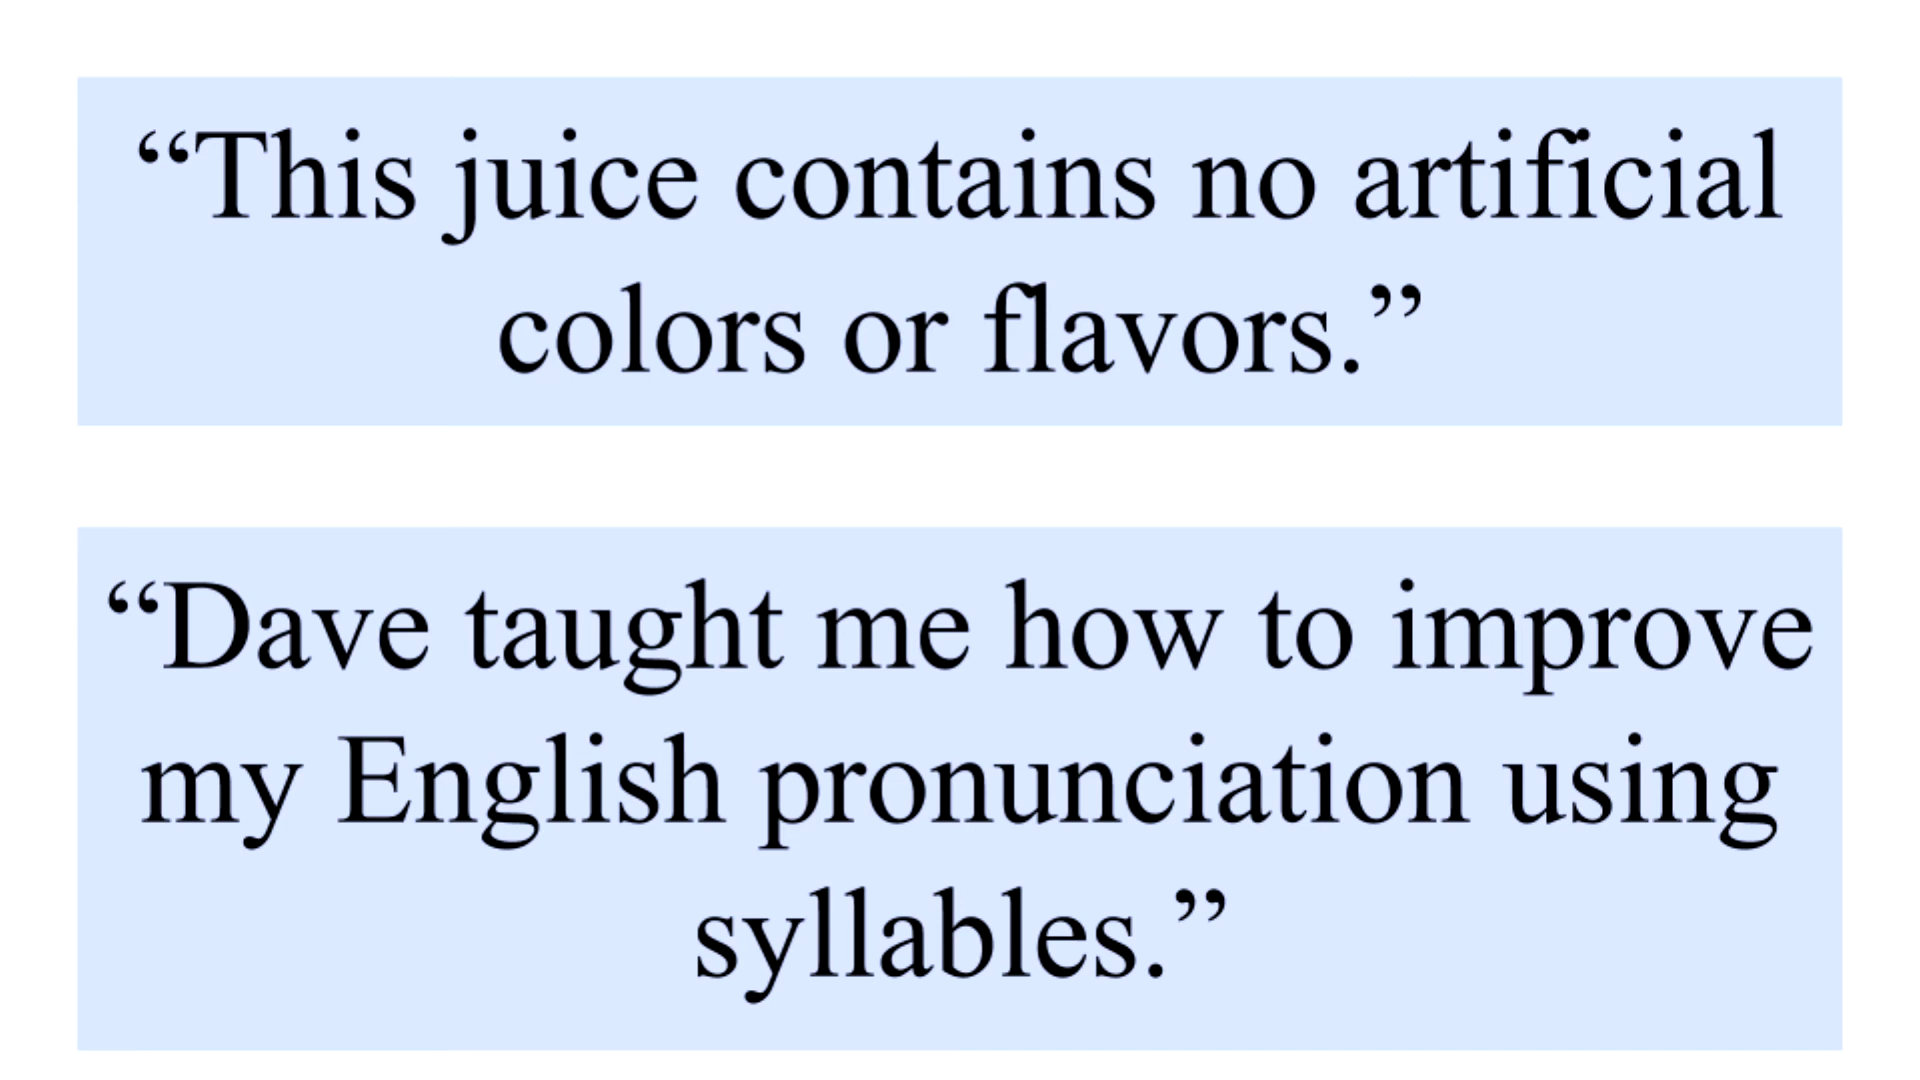 “This juice contains no artificial
colors or flavors.”
“Dave taught me how to improve
my English pronunciation using
syllables.”